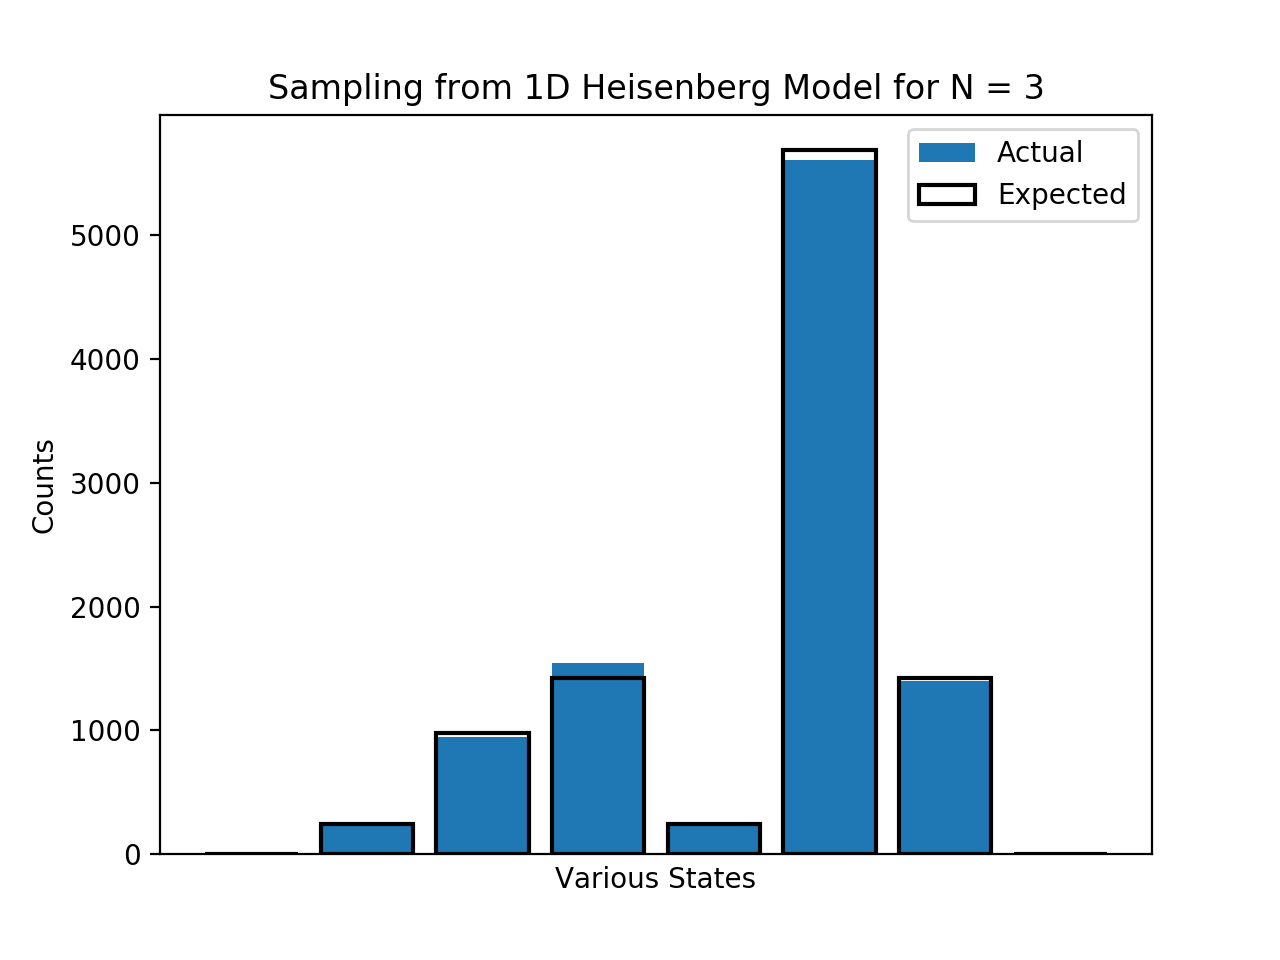 Sampling from 1D Heisenberg Model for N = 3
Actual
Expected
5000
4000
3000
2000
1000
0
Counts
Various States